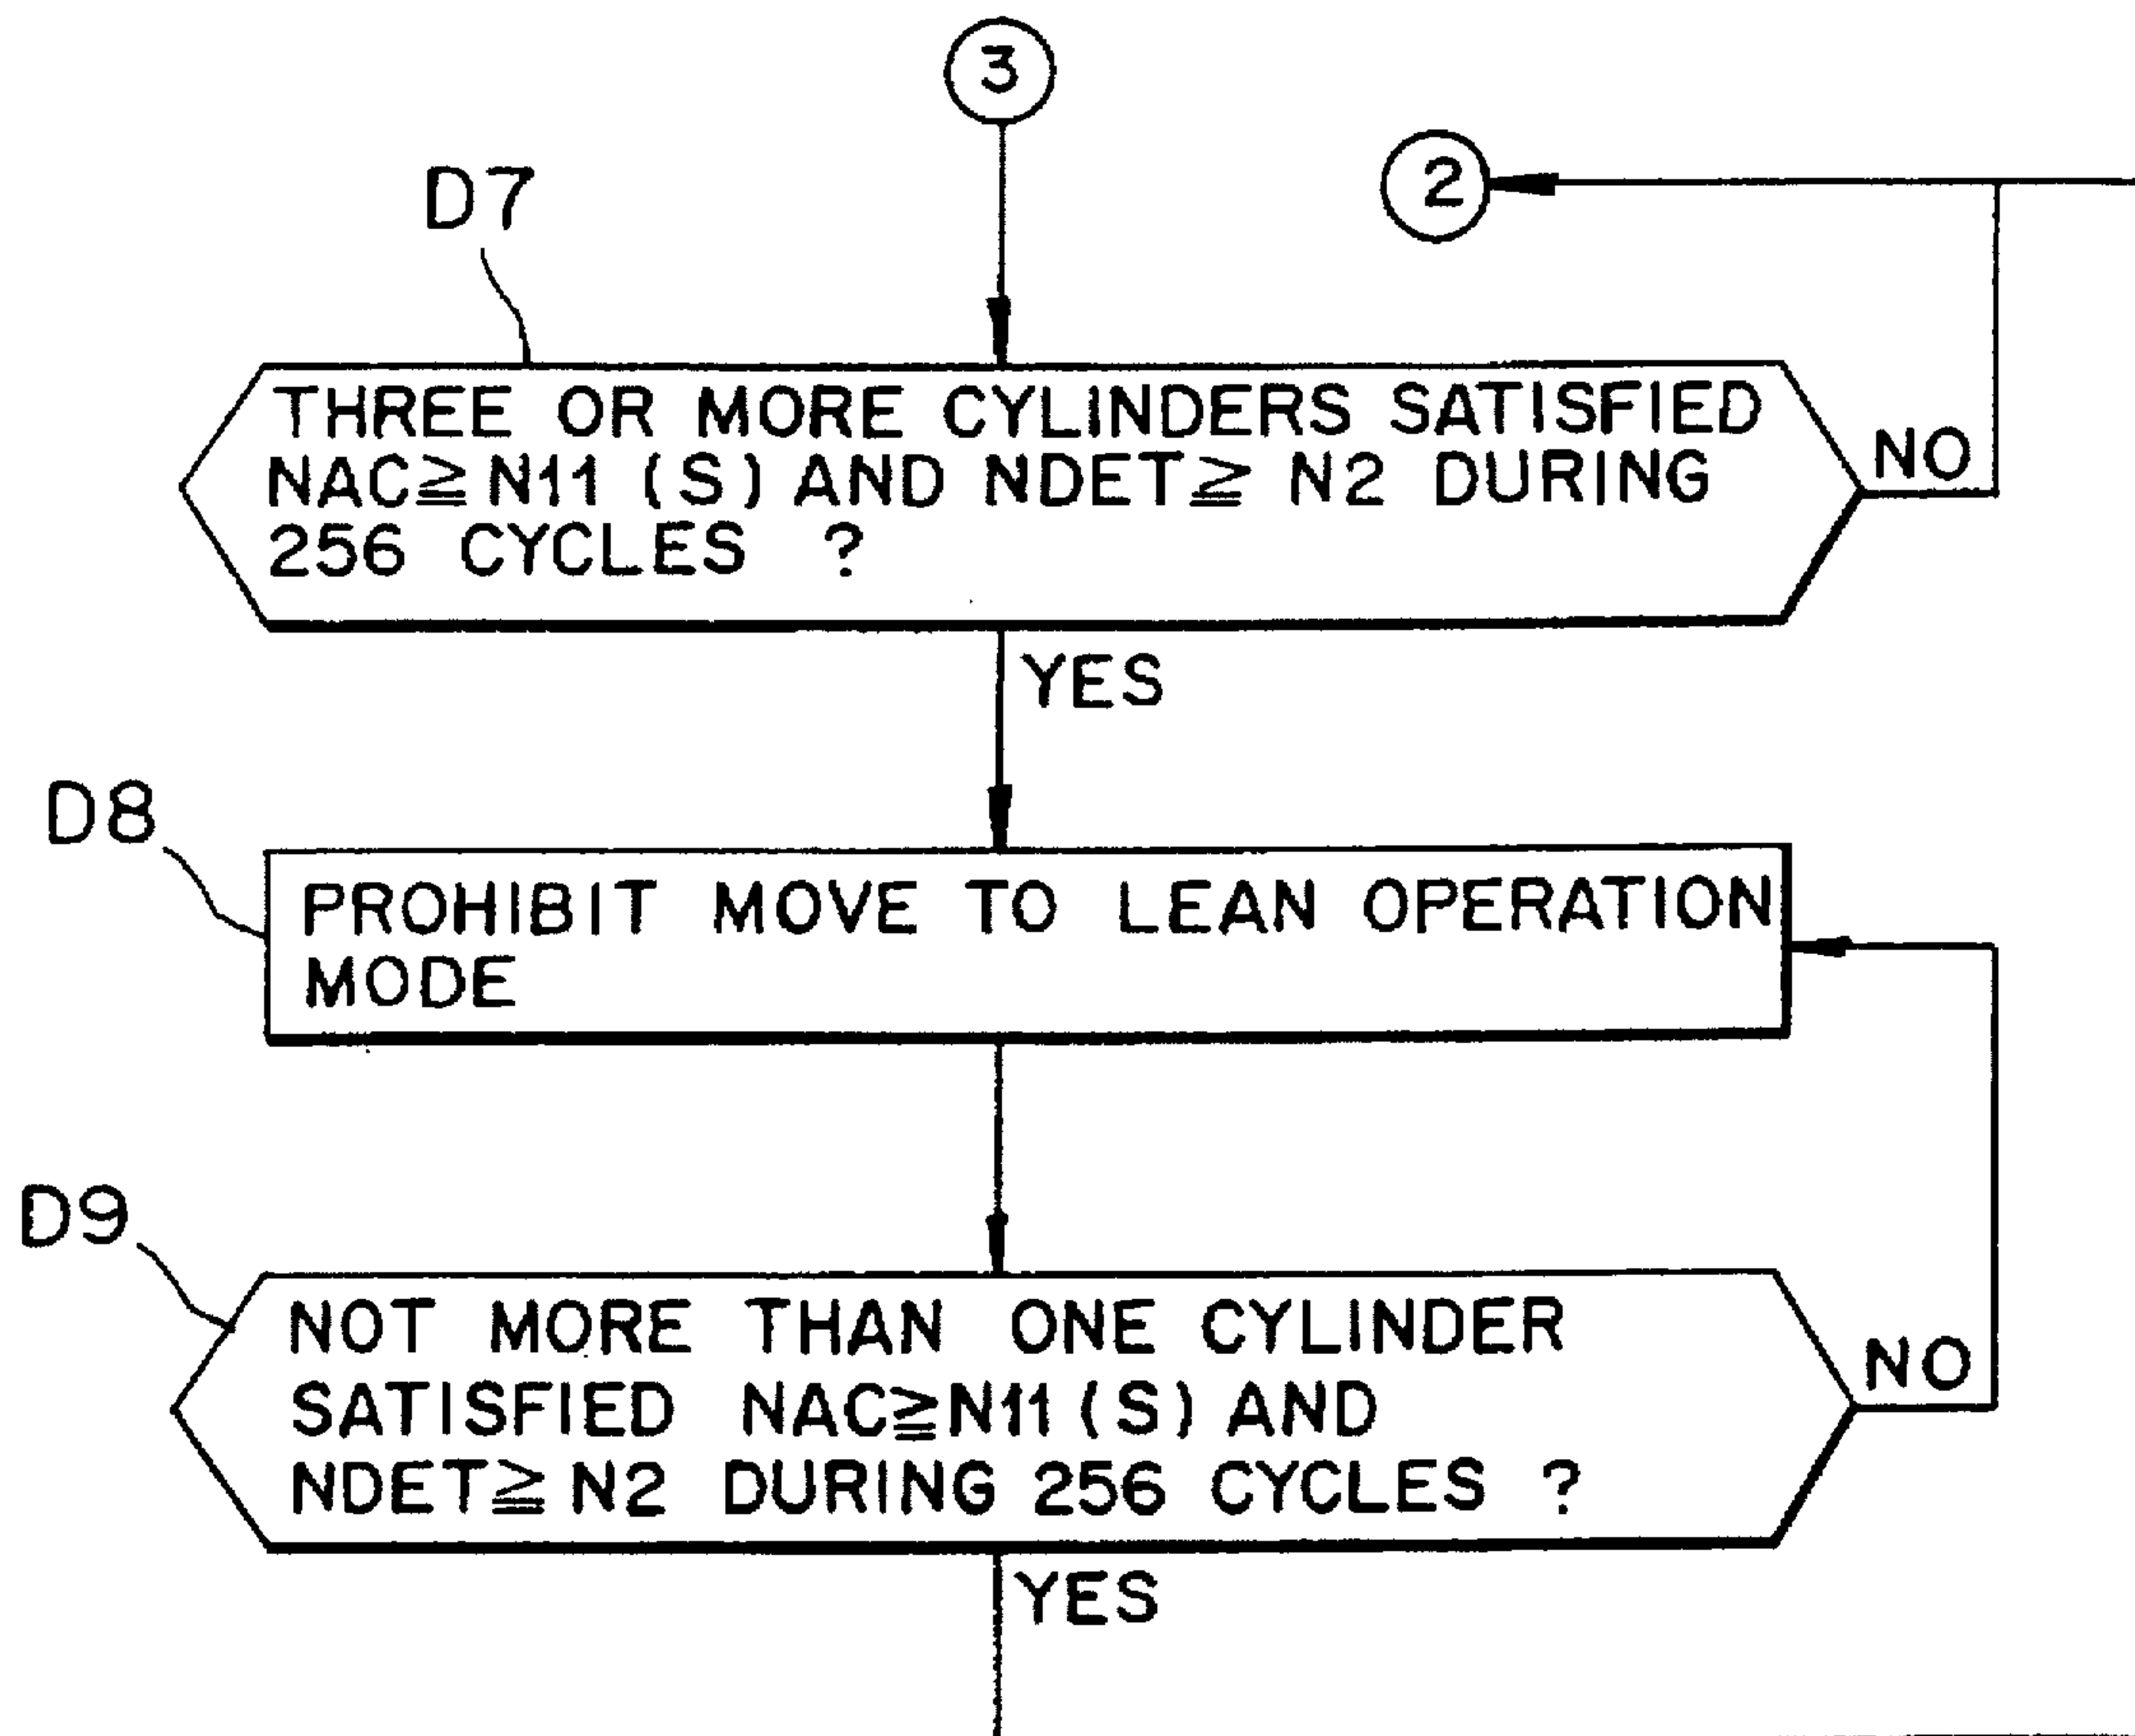 3
2
D7
THREE OR MORE CYLINDERS SATISFIED
NAC≧N11 (S) AND NDET≧ N2 DURING
256 CYCLES ?
NO
YES
D8
PROHIBIT MOVE TO LEAN OPERATION
MODE
D9
NOT MORE THAN ONE CYLINDER
SATISFIED NAC≧N11 (S) AND
NDET≧ N2 DURING 256 CYCLES ?
NO
YES